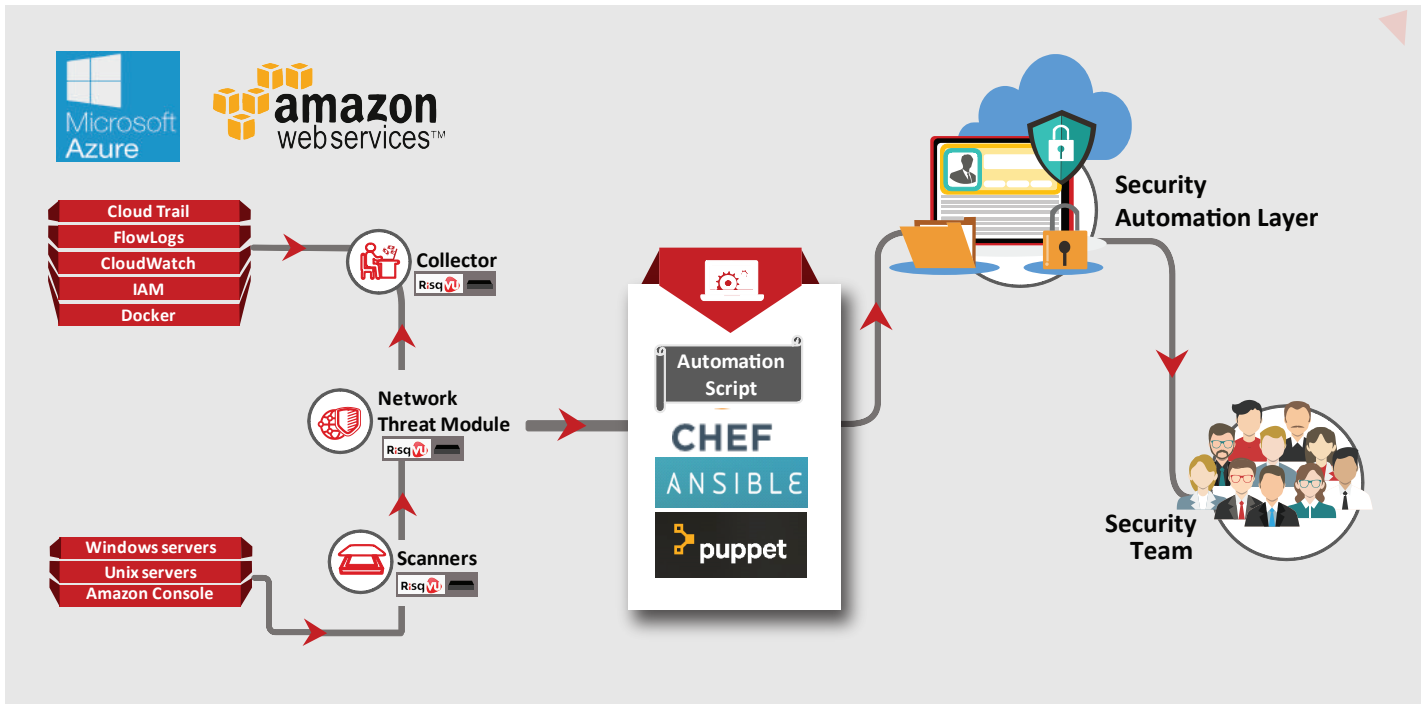 Microsoft
Azure
amazon
webservices™
Cloud Trail
FlowLogs
CloudWatch
IAM
Docker
Collector
RisqVU
Network
Threat Module
RisqVU
Windows servers
Unix servers
Amazon Console
Scanners
RisqVU
Automation
Script
CHEF
ANSIBLE
puppet
Security
Automation Layer
Security
Team